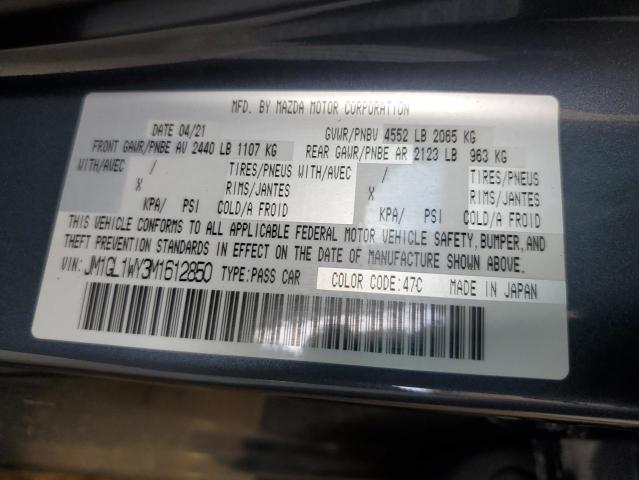 MFD. BY MAZDA MOTOR CORPORATION
DATE 04/21 GVWR/PNBV 4552 LB 2065 KG
FRONT GAWR/PNBE AV 2440 LB 1107 KG REAR GAWR/PNBE AR 2123 LB 963 KG
WITH/AVEC / TIRES/PNEUS WITH/AVEC / TIRES/PNEUS
X RIMS/JANTES X RIMS/JANTES
KPA/ PSI COLD/A FROID KPA/ PSI COLD/A FROID
THIS VEHICLE CONFORMS TO ALL APPLICABLE FEDERAL MOTOR VEHICLE SAFETY, BUMPER, AND
THEFT PREVENTION STANDARDS IN EFFECT ON THE DATE OF MANUFACTURE SHOWN ABOVE.
VIN: JM1GL1WY3M1612850 TYPE:PASS CAR COLOR CODE:47C MADE IN JAPAN